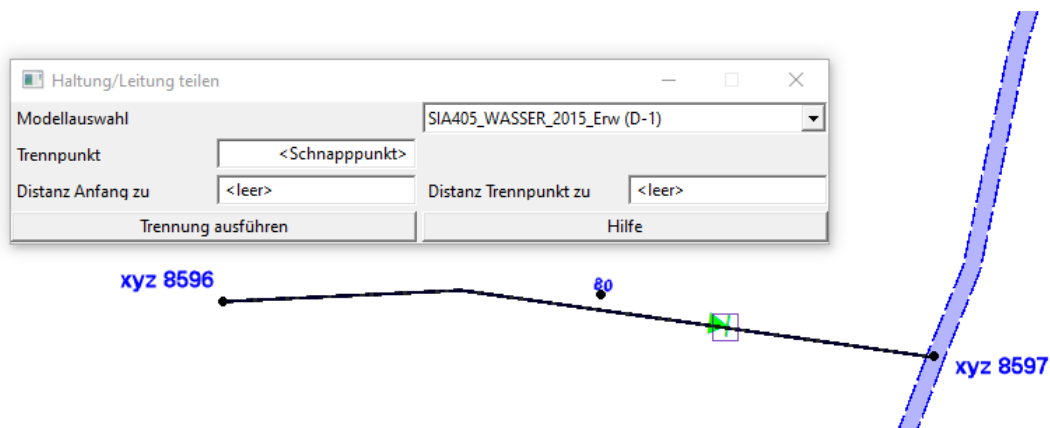 Haltung/Leitung teilen
Modellauswahl SIA405_WASSER_2015_Erw (D-1)
Trennpunkt <Schnapppunkt>
Distanz Anfang zu <leer> Distanz Trennpunkt zu <leer>
Trennung ausführen Hilfe
xyz 8596
80
xyz 8597